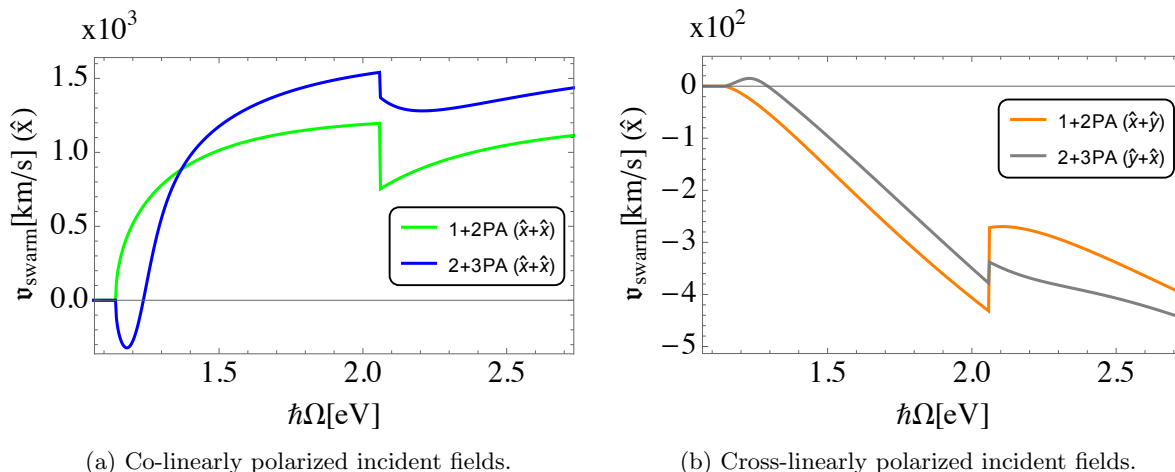 x10³
𝖛swarm[km/s] (x̂)
1.5
1.0
0.5
0.0
1+2PA (x̂+x̂)
2+3PA (x̂+x̂)
1.5 2.0 2.5
ℏΩ[eV]
(a) Co-linearly polarized incident fields.
x10²
𝖛swarm[km/s] (x̂)
0
−1
−2
−3
−4
−5
1+2PA (x̂+ŷ)
2+3PA (ŷ+x̂)
1.5 2.0 2.5
ℏΩ[eV]
(b) Cross-linearly polarized incident fields.